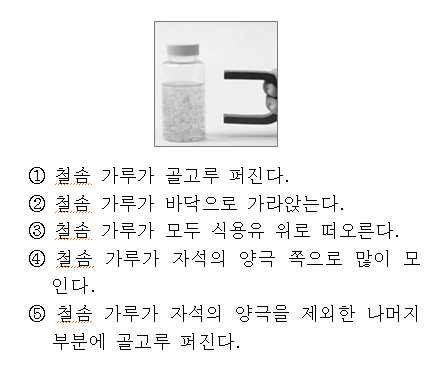 ① 철솜 가루가 골고루 퍼진다.
② 철솜 가루가 바닥으로 가라앉는다.
③ 철솜 가루가 모두 식용유 위로 떠오른다.
④ 철솜 가루가 자석의 양극 쪽으로 많이 모
인다.
⑤ 철솜 가루가 자석의 양극을 제외한 나머지
부분에 골고루 퍼진다.